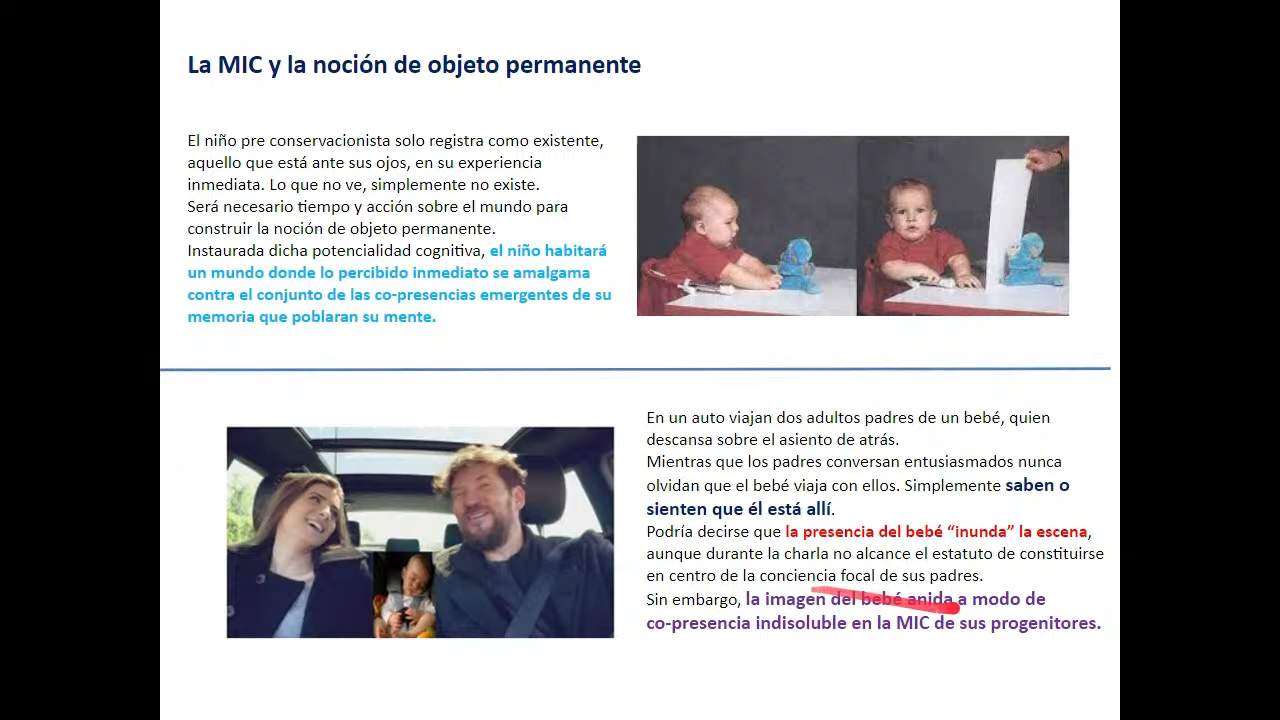 La MIC y la noción de objeto permanente
El niño pre conservacionista solo registra como existente,
aquello que está ante sus ojos, en su experiencia
inmediata. Lo que no ve, simplemente no existe.
Será necesario tiempo y acción sobre el mundo para
construir la noción de objeto permanente.
Instaurada dicha potencialidad cognitiva, el niño habitará
un mundo donde lo percibido inmediato se amalgama
contra el conjunto de las co-presencias emergentes de su
memoria que poblaran su mente.
En un auto viajan dos adultos padres de un bebé, quien
descansa sobre el asiento de atrás.
Mientras que los padres conversan entusiasmados nunca
olvidan que el bebé viaja con ellos. Simplemente saben o
sienten que él está allí.
Podría decirse que la presencia del bebé “inunda” la escena,
aunque durante la charla no alcance el estatuto de constituirse
en centro de la conciencia focal de sus padres.
Sin embargo, la imagen del bebé anida a modo de
co-presencia indisoluble en la MIC de sus progenitores.